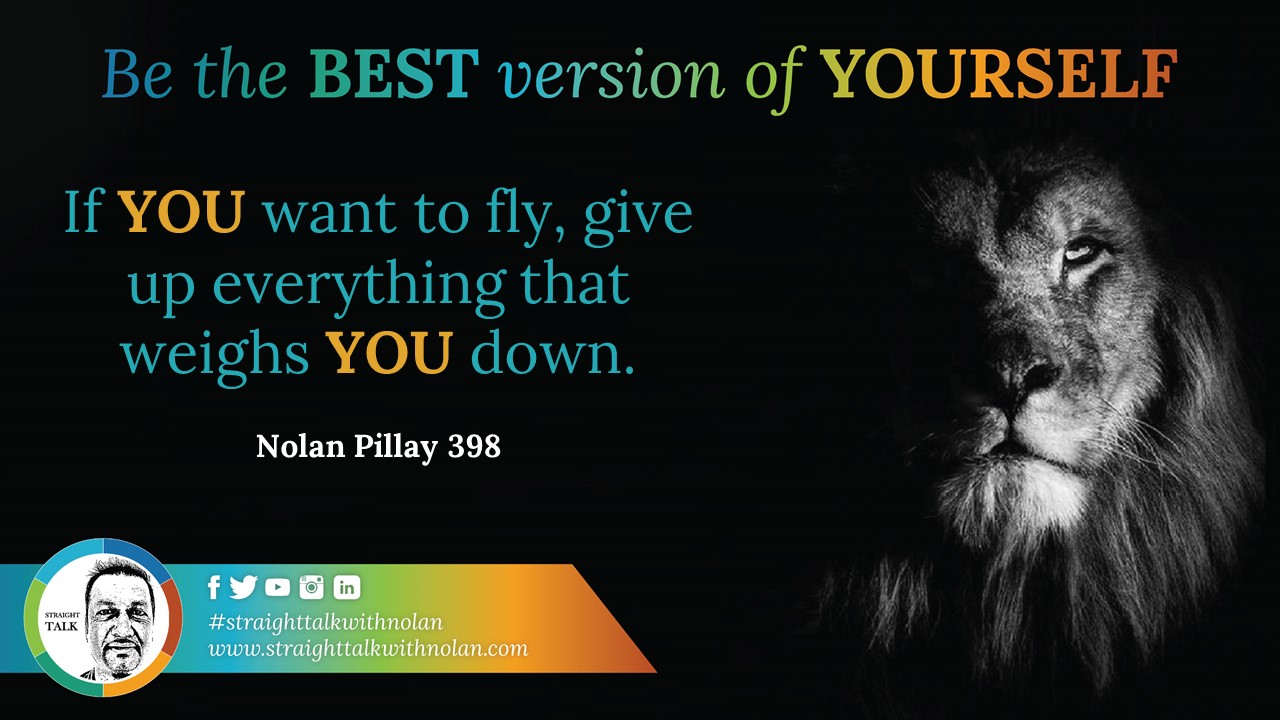 Be the BEST version of YOURSELF
If YOU want to fly, give
up everything that
weighs YOU down.
Nolan Pillay 398
STRAIGHT
TALK
#straighttalkwithnolan
www.straighttalkwithnolan.com